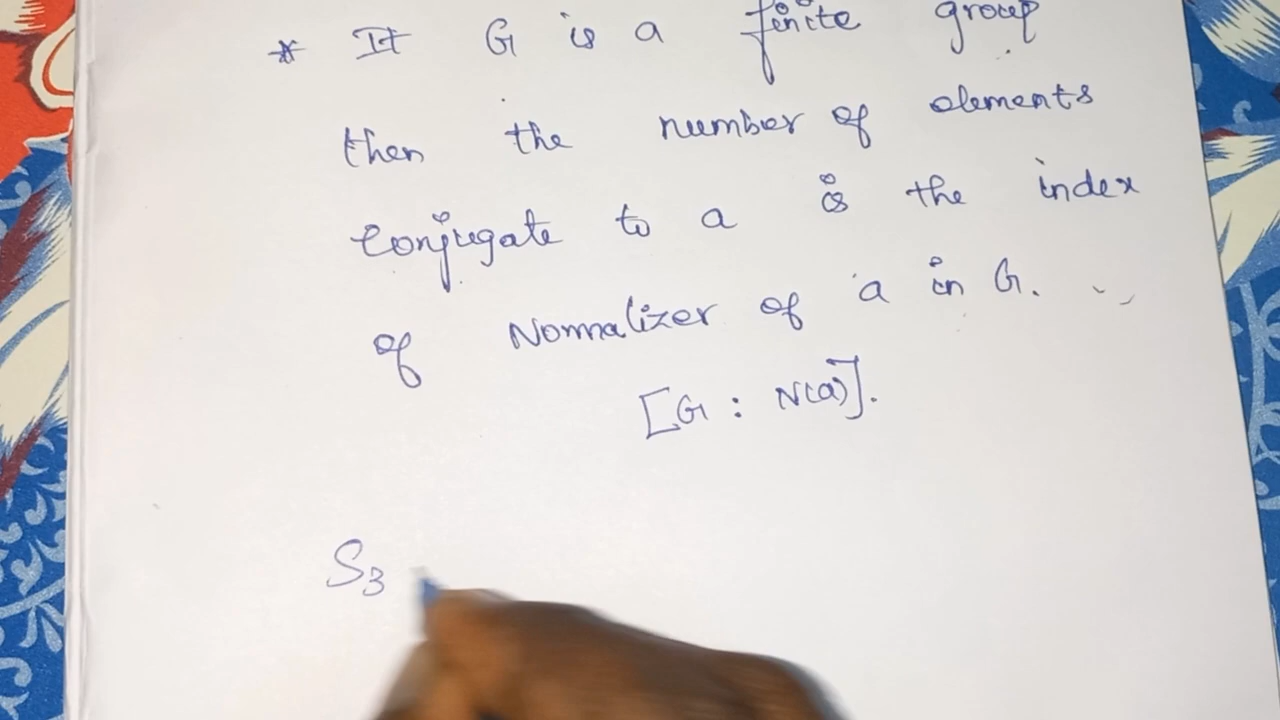 * If G is a finite group
then the number of elements
conjugate to a is the index
of Normalizer of a in G.
[G : N(a)].
S3